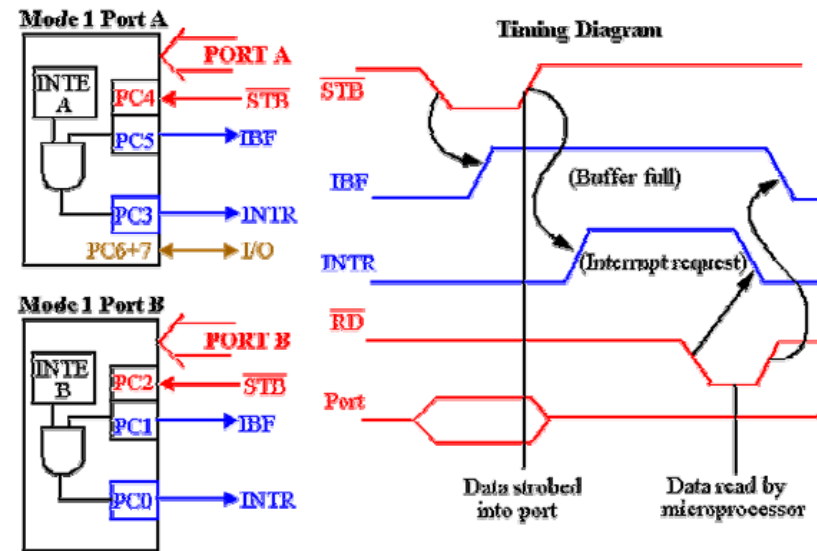 Mode 1 Port A
PORT A
INTE
A
PC4
STB
PC5
IBF
PC3
INTR
PC6+7
I/O
Mode 1 Port B
PORT B
INTE
B
PC2
STB
PC1
IBF
PC0
INTR
Timing Diagram
STB
IBF
(Buffer full)
INTR
(Interrupt request)
RD
Port
Data strobed
into port
Data read by
microprocessor